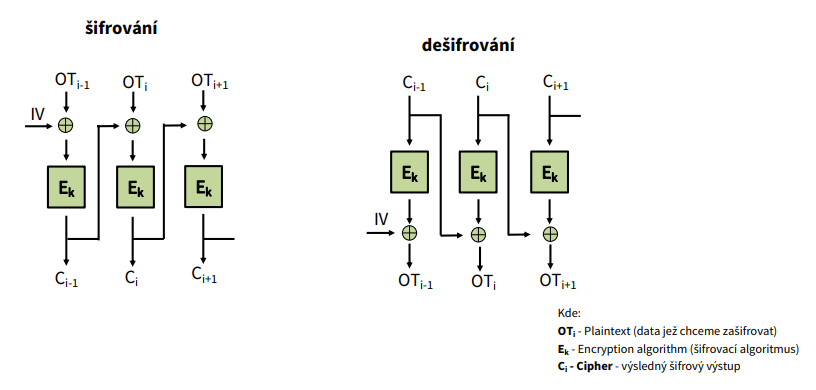 šifrování
OTi-1 OTi OTi+1
IV
Ek Ek Ek
Ci-1 Ci Ci+1
dešifrování
Ci-1 Ci Ci+1
Ek Ek Ek
IV
OTi-1 OTi OTi+1
Kde:
OTi - Plaintext (data jež chceme zašifrovat)
Ek - Encryption algorithm (šifrovací algoritmus)
Ci - Cipher - výsledný šifrový výstup